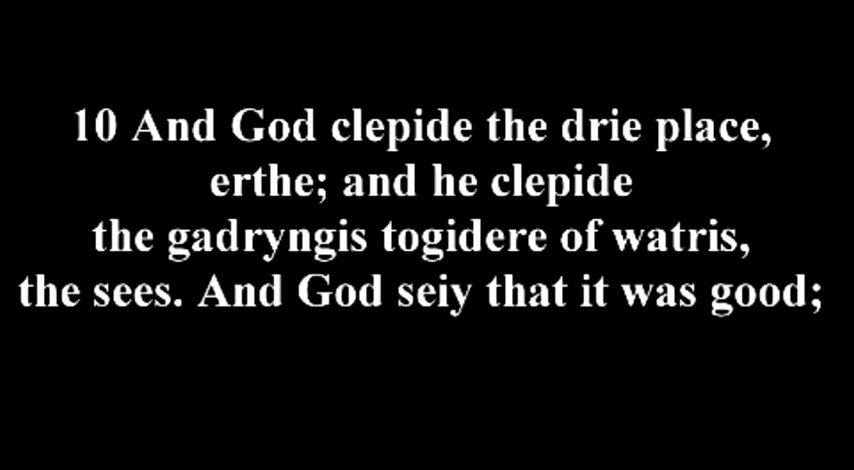 10 And God clepide the drie place,
erthe; and he clepide
the gadryngis togidere of watris,
the sees. And God seiy that it was good;